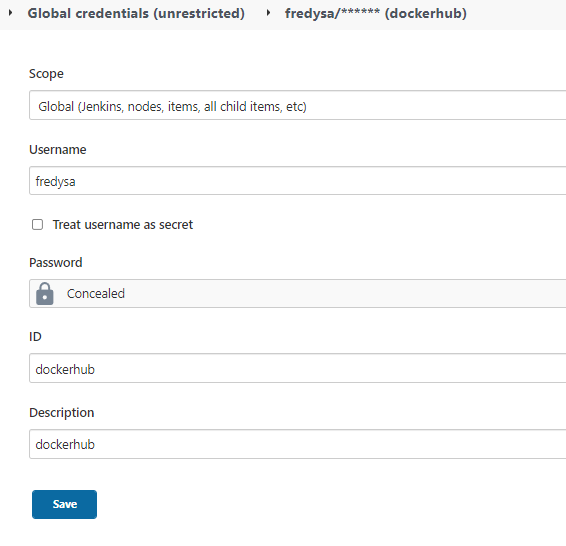 Global credentials (unrestricted) fredysa/****** (dockerhub)
Scope
Global (Jenkins, nodes, items, all child items, etc)
Username
fredysa
Treat username as secret
Password
Concealed
ID
dockerhub
Description
dockerhub
Save